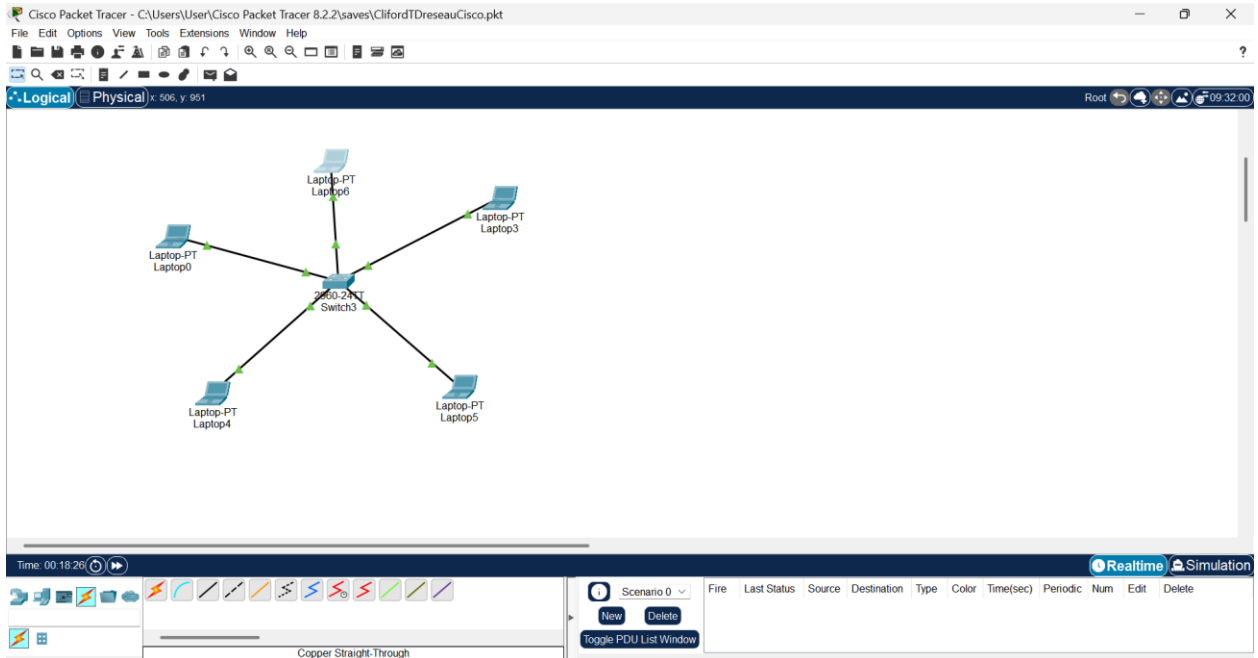 Cisco Packet Tracer - C:\Users\User\Cisco Packet Tracer 8.2.2\saves\ClifordTDreseauCisco.pkt
File Edit Options View Tools Extensions Window Help
?
Logical Physical x: 506, y: 951 Root 09:32:00
Laptop-PT
Laptop6
Laptop-PT
Laptop3
Laptop-PT
Laptop0
2960-24TT
Switch3
Laptop-PT
Laptop4
Laptop-PT
Laptop5
Time: 00:18:26 Realtime Simulation
Scenario 0 Fire Last Status Source Destination Type Color Time(sec) Periodic Num Edit Delete
New Delete
Toggle PDU List Window
Copper Straight-Through